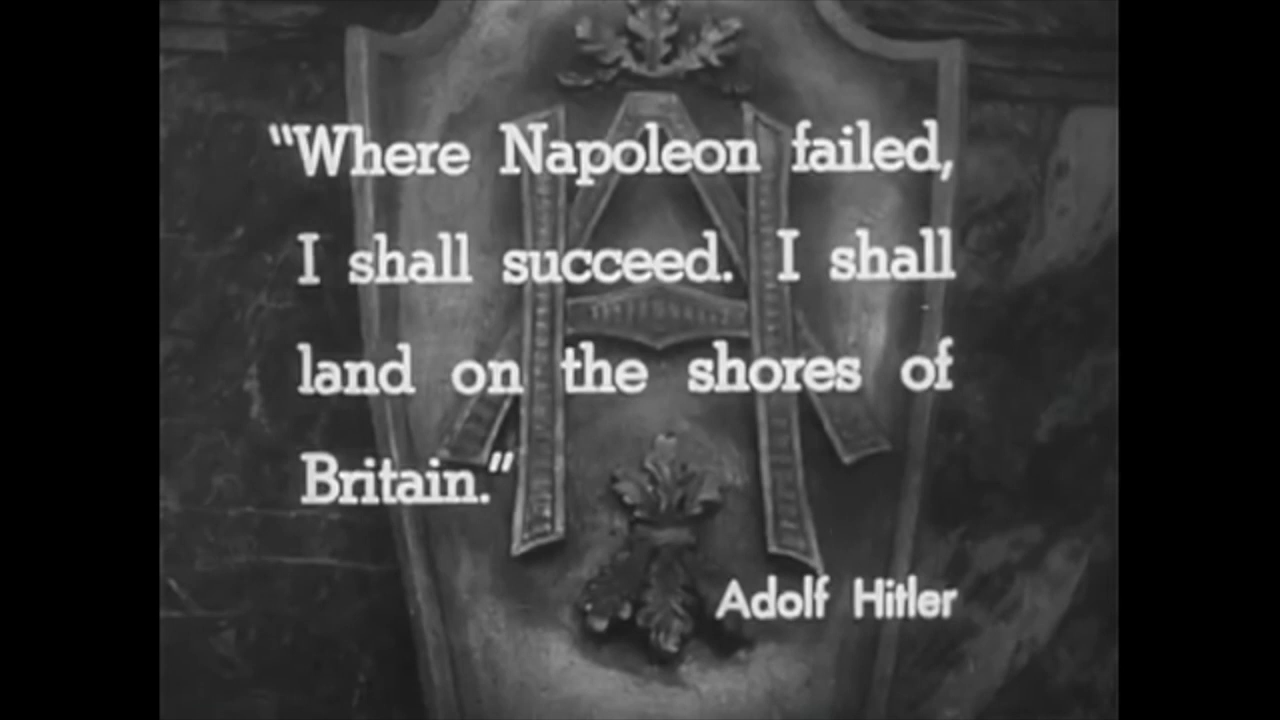 “Where Napoleon failed,
I shall succeed. I shall
land on the shores of
Britain.”
Adolf Hitler